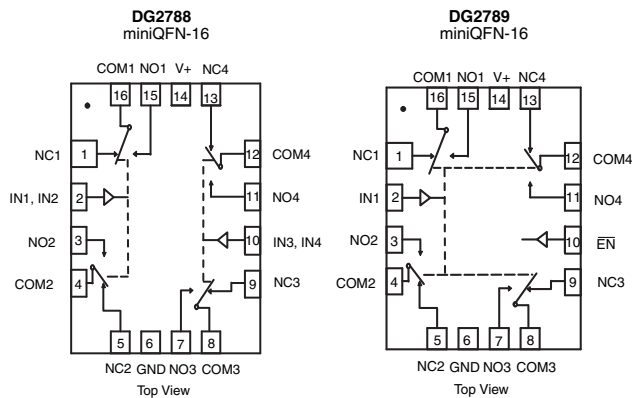 DG2788
miniQFN-16
COM1 NO1 V+ NC4
16 15 14 13
NC1 1 12 COM4
IN1, IN2 2 11 NO4
NO2 3 10 IN3, IN4
COM2 4 9 NC3
5 6 7 8
NC2 GND NO3 COM3
Top View
DG2789
miniQFN-16
COM1 NO1 V+ NC4
16 15 14 13
NC1 1 12 COM4
IN1 2 11 NO4
NO2 3 10 E̅N̅
COM2 4 9 NC3
5 6 7 8
NC2 GND NO3 COM3
Top View